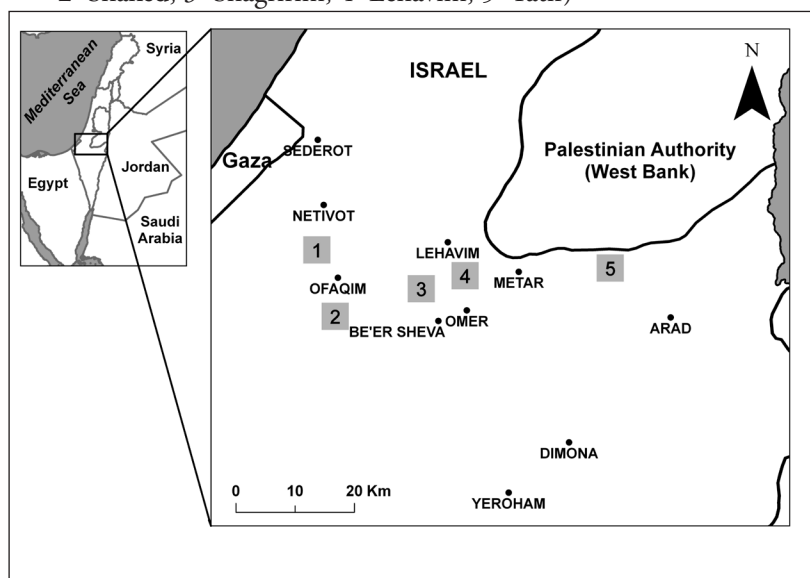 Syria
Mediterranean
Sea
Jordan
Egypt
Saudi
Arabia
ISRAEL
N
Gaza
SEDEROT
Palestinian Authority
(West Bank)
NETIVOT
1
LEHAVIM
OFAQIM
3
4
METAR
5
2
BE'ER SHEVA
OMER
ARAD
DIMONA
0 10 20 Km
YEROHAM